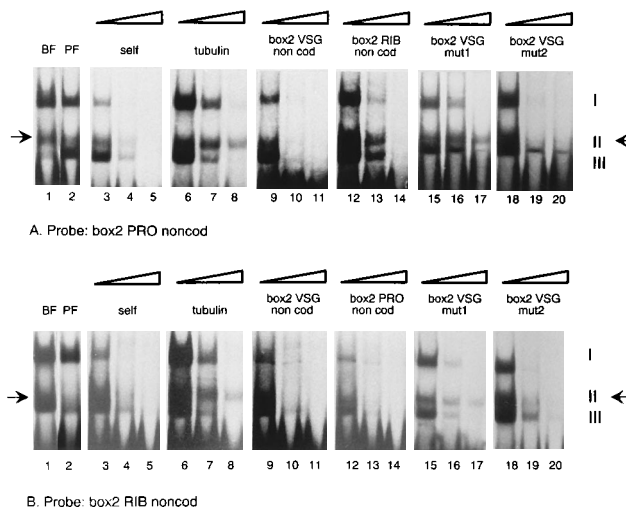 BF PF self tubulin box2 VSG non cod box2 RIB non cod box2 VSG mut1 box2 VSG mut2
I
II
III
1 2 3 4 5 6 7 8 9 10 11 12 13 14 15 16 17 18 19 20
A. Probe: box2 PRO noncod
BF PF self tubulin box2 VSG non cod box2 PRO non cod box2 VSG mut1 box2 VSG mut2
I
II
III
1 2 3 4 5 6 7 8 9 10 11 12 13 14 15 16 17 18 19 20
B. Probe: box2 RIB noncod